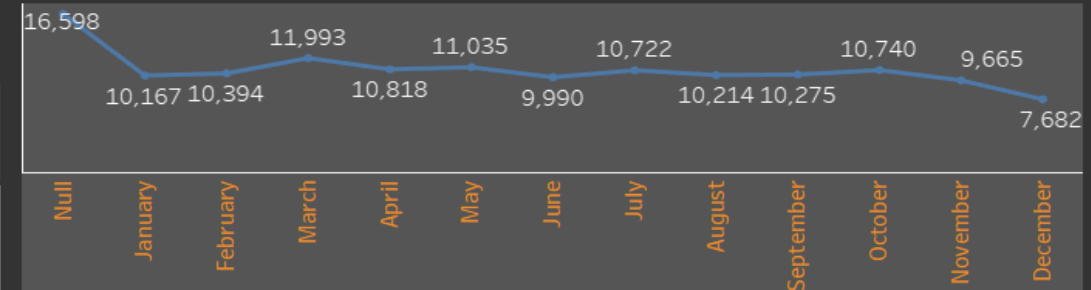 16,598
10,167
10,394
11,993
10,818
11,035
9,990
10,722
10,214
10,275
10,740
9,665
7,682
Null
January
February
March
April
May
June
July
August
September
October
November
December